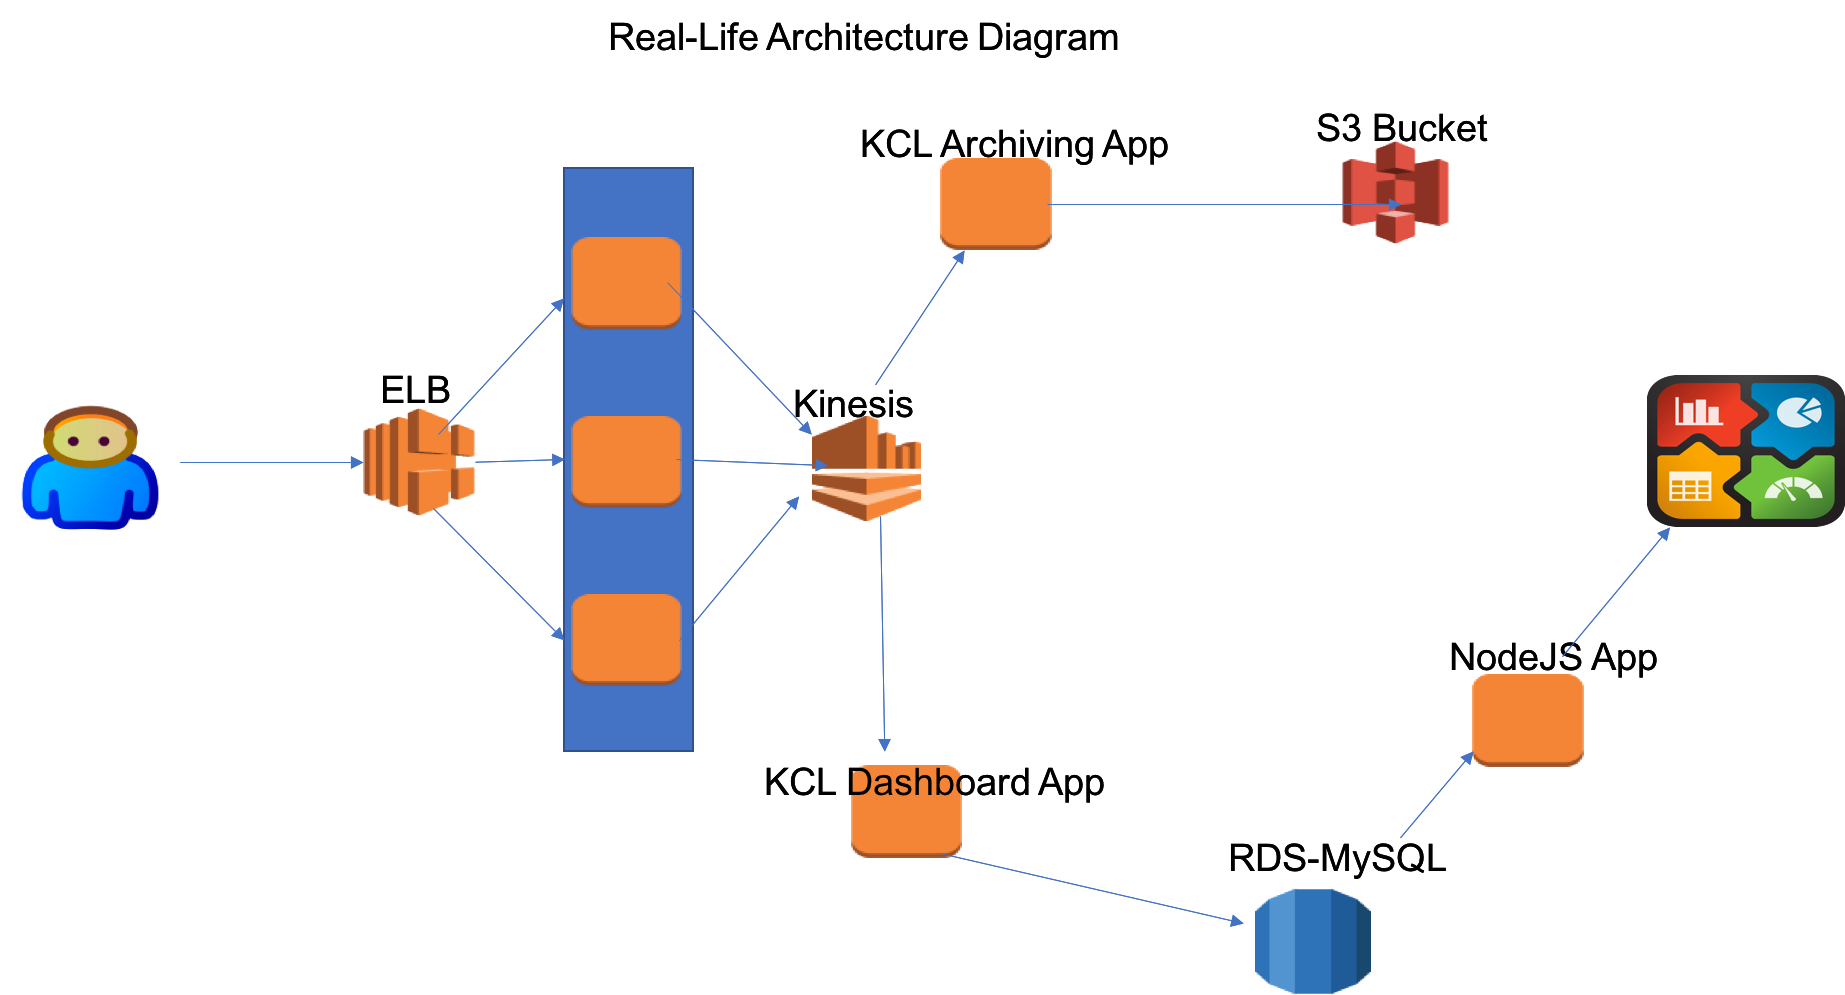 Real-Life Architecture Diagram
KCL Archiving App
S3 Bucket
ELB
Kinesis
NodeJS App
KCL Dashboard App
RDS-MySQL